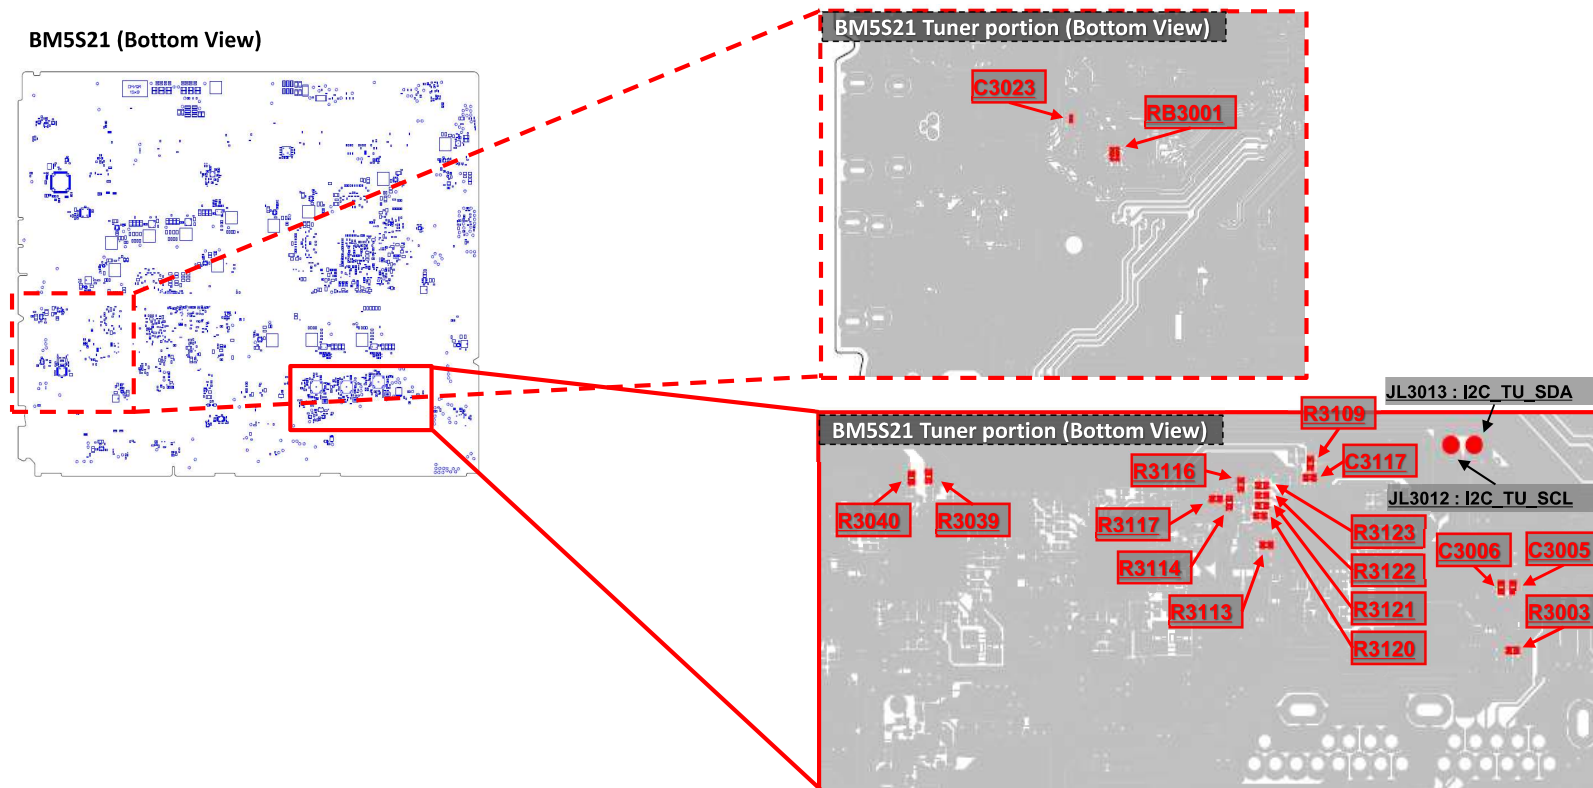 BM5S21 (Bottom View)
BM5S21 Tuner portion (Bottom View)
C3023
RB3001
JL3013 : I2C_TU_SDA
BM5S21 Tuner portion (Bottom View)
R3109
R3116
C3117
JL3012 : I2C_TU_SCL
R3040
R3039
R3117
R3123
C3006
C3005
R3114
R3122
R3113
R3121
R3003
R3120